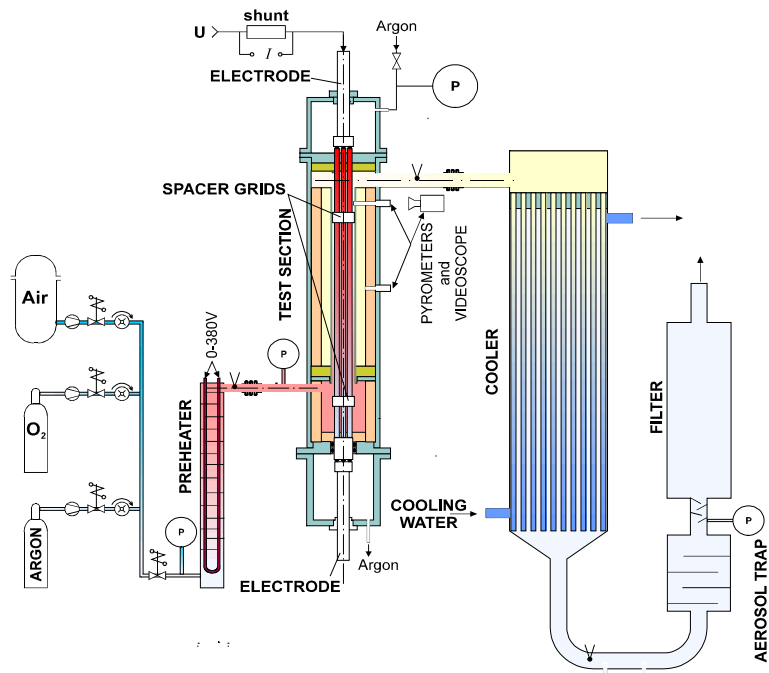 shunt
U
I
Argon
ELECTRODE
P
SPACER GRIDS
TEST SECTION
PYROMETERS
and
VIDEOSCOPE
Air
0-380V
P
O2
PREHEATER
COOLER
FILTER
ARGON
P
COOLING
WATER
P
Argon
ELECTRODE
AEROSOL TRAP